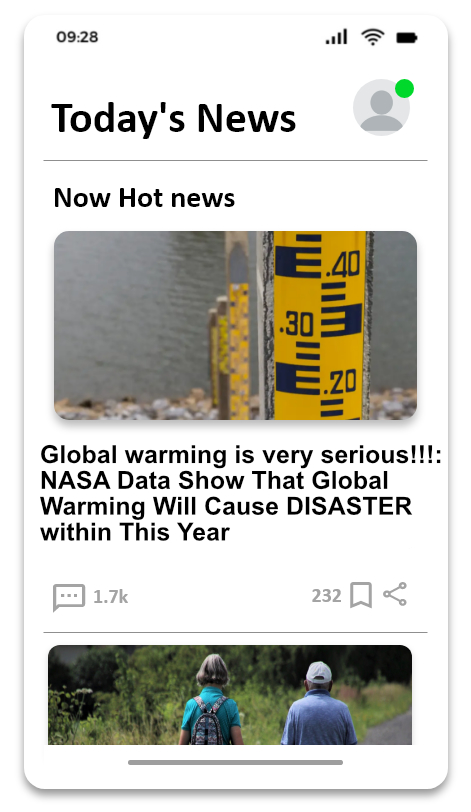 09:28
Today's News
Now Hot news
.40
.30
.20
Global warming is very serious!!!:
NASA Data Show That Global
Warming Will Cause DISASTER
within This Year
1.7k
232